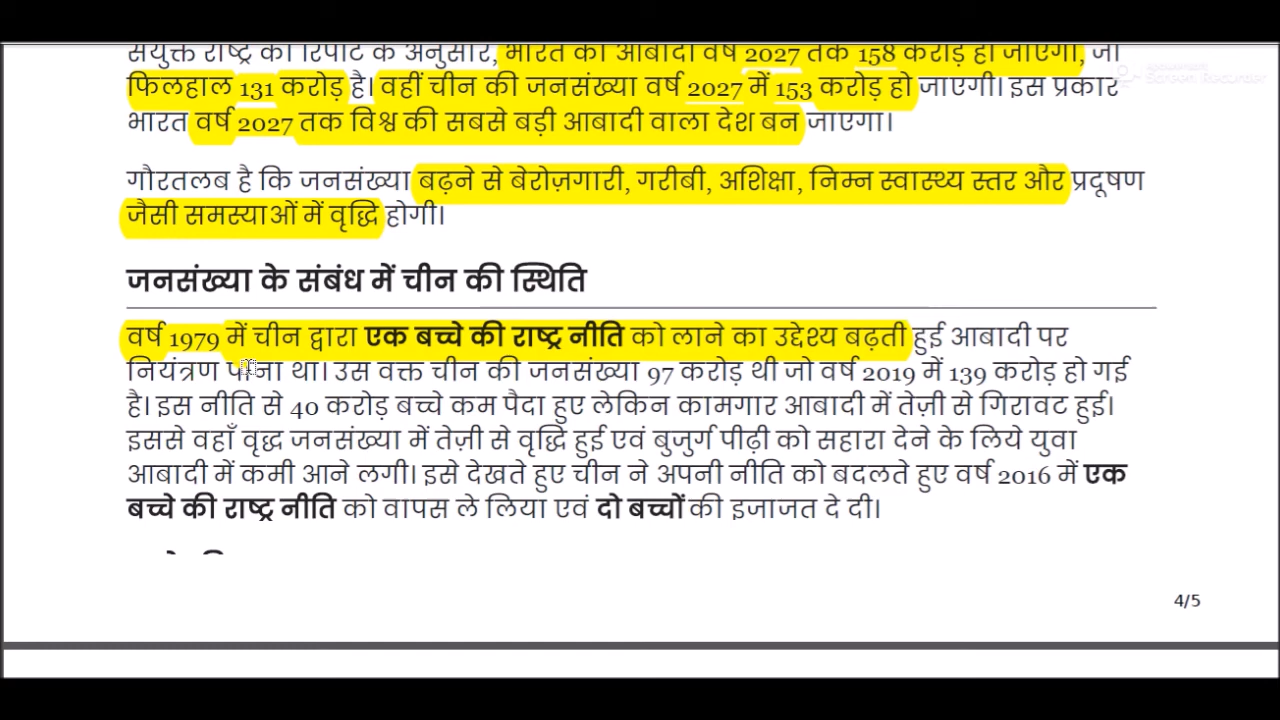 संयुक्त राष्ट्र की रिपोर्ट के अनुसार, भारत की आबादी वर्ष 2027 तक 158 करोड़ हो जाएगी, जो
फिलहाल 131 करोड़ है। वहीं चीन की जनसंख्या वर्ष 2027 में 153 करोड़ हो जाएगी। इस प्रकार
भारत वर्ष 2027 तक विश्व की सबसे बड़ी आबादी वाला देश बन जाएगा।
गौरतलब है कि जनसंख्या बढ़ने से बेरोज़गारी, गरीबी, अशिक्षा, निम्न स्वास्थ्य स्तर और प्रदूषण
जैसी समस्याओं में वृद्धि होगी।
जनसंख्या के संबंध में चीन की स्थिति
वर्ष 1979 में चीन द्वारा एक बच्चे की राष्ट्र नीति को लाने का उद्देश्य बढ़ती हुई आबादी पर
नियंत्रण पाना था। उस वक्त चीन की जनसंख्या 97 करोड़ थी जो वर्ष 2019 में 139 करोड़ हो गई
है। इस नीति से 40 करोड़ बच्चे कम पैदा हुए लेकिन कामगार आबादी में तेज़ी से गिरावट हुई।
इससे वहाँ वृद्ध जनसंख्या में तेज़ी से वृद्धि हुई एवं बुजुर्ग पीढ़ी को सहारा देने के लिये युवा
आबादी में कमी आने लगी। इसे देखते हुए चीन ने अपनी नीति को बदलते हुए वर्ष 2016 में एक
बच्चे की राष्ट्र नीति को वापस ले लिया एवं दो बच्चों की इजाजत दे दी।
4/5